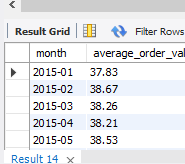 Result Grid Filter Rows
month average_order_val
2015-01 37.83
2015-02 38.67
2015-03 38.26
2015-04 38.21
2015-05 38.53
Result 14